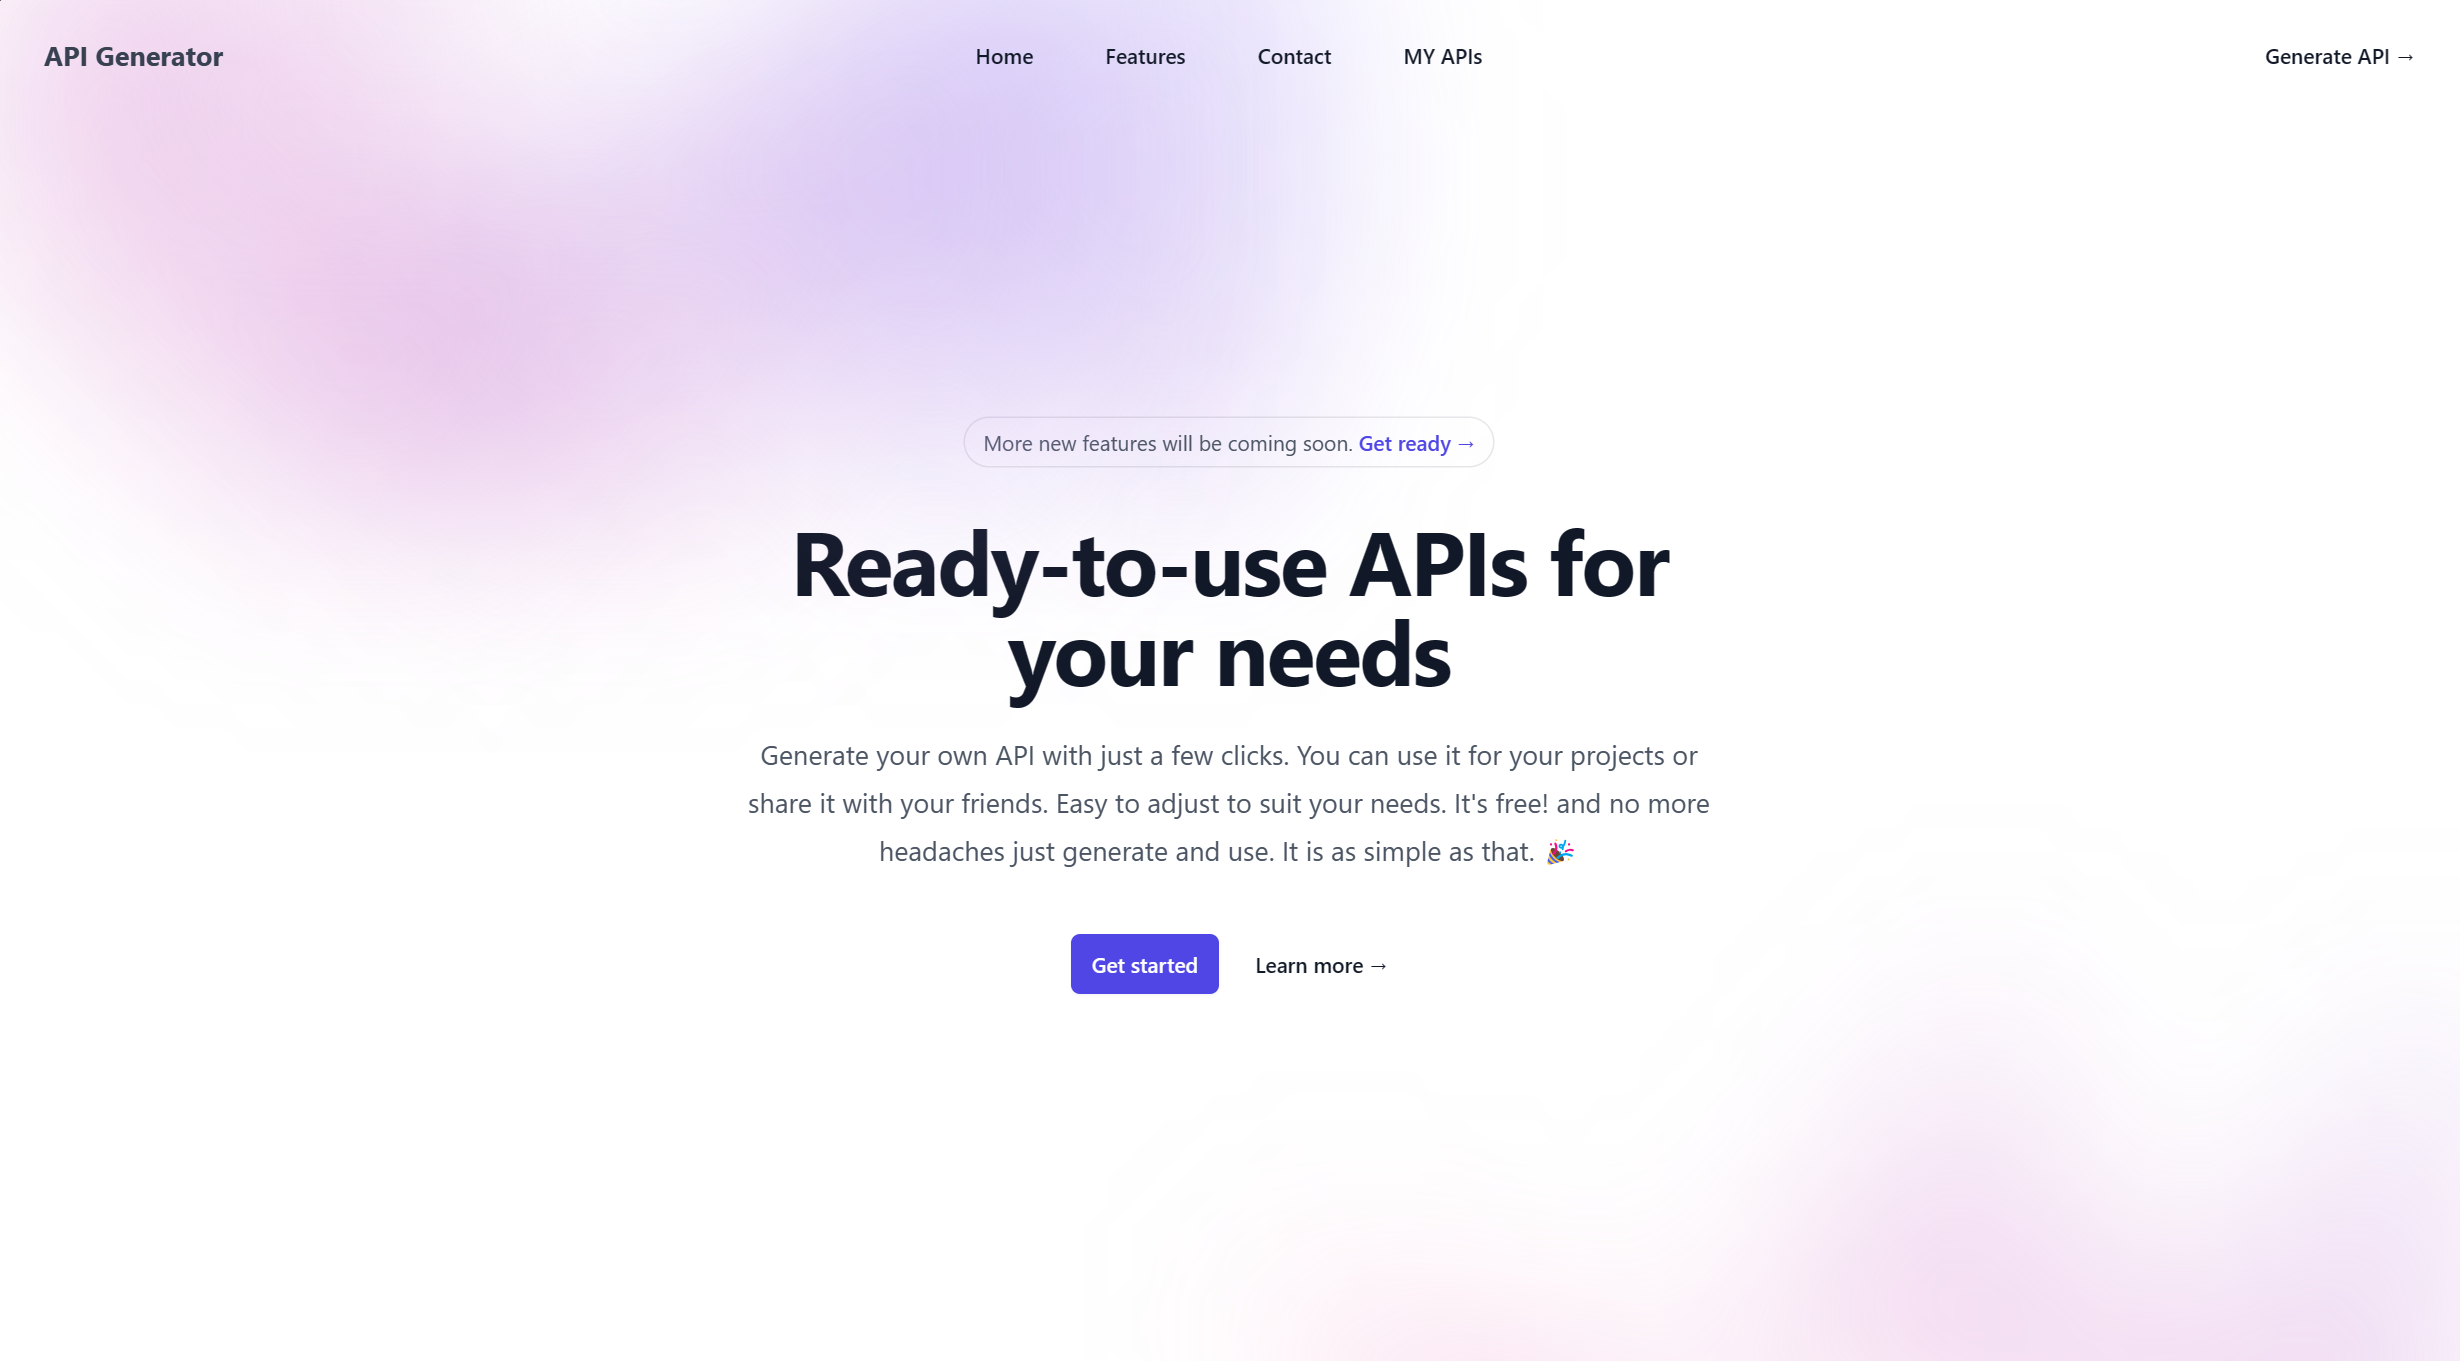 API Generator
Home
Features
Contact
MY APIs
Generate API →
More new features will be coming soon. Get ready →
Ready-to-use APIs for
your needs
Generate your own API with just a few clicks. You can use it for your projects or
share it with your friends. Easy to adjust to suit your needs. It's free! and no more
headaches just generate and use. It is as simple as that. 🎉
Get started
Learn more →